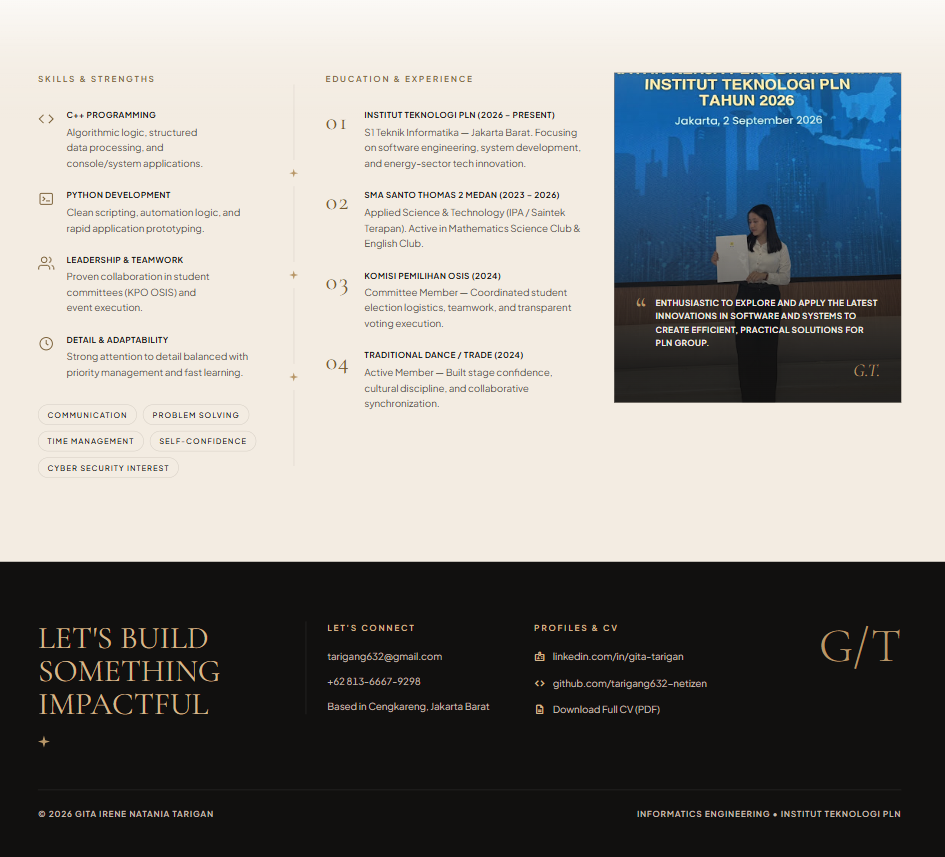 SKILLS & STRENGTHS
C++ PROGRAMMING
Algorithmic logic, structured
data processing, and
console/system applications.
PYTHON DEVELOPMENT
Clean scripting, automation logic, and
rapid application prototyping.
LEADERSHIP & TEAMWORK
Proven collaboration in student
committees (KPO OSIS) and
event execution.
DETAIL & ADAPTABILITY
Strong attention to detail balanced with
priority management and fast learning.
COMMUNICATION
PROBLEM SOLVING
TIME MANAGEMENT
SELF-CONFIDENCE
CYBER SECURITY INTEREST
EDUCATION & EXPERIENCE
01
INSTITUT TEKNOLOGI PLN (2026 – PRESENT)
S1 Teknik Informatika — Jakarta Barat. Focusing
on software engineering, system development,
and energy-sector tech innovation.
02
SMA SANTO THOMAS 2 MEDAN (2023 – 2026)
Applied Science & Technology (IPA / Saintek
Terapan). Active in Mathematics Science Club &
English Club.
03
KOMISI PEMILIHAN OSIS (2024)
Committee Member — Coordinated student
election logistics, teamwork, and transparent
voting execution.
04
TRADITIONAL DANCE / TRADE (2024)
Active Member — Built stage confidence,
cultural discipline, and collaborative
synchronization.
INSTITUT TEKNOLOGI PLN
TAHUN 2026
Jakarta, 2 September 2026
“ ENTHUSIASTIC TO EXPLORE AND APPLY THE LATEST
INNOVATIONS IN SOFTWARE AND SYSTEMS TO
CREATE EFFICIENT, PRACTICAL SOLUTIONS FOR
PLN GROUP.
G.T.
LET'S BUILD
SOMETHING
IMPACTFUL
LET'S CONNECT
tarigang632@gmail.com
+62 813-6667-9298
Based in Cengkareng, Jakarta Barat
PROFILES & CV
linkedin.com/in/gita-tarigan
github.com/tarigang632-netizen
Download Full CV (PDF)
G/T
© 2026 GITA IRENE NATANIA TARIGAN
INFORMATICS ENGINEERING • INSTITUT TEKNOLOGI PLN